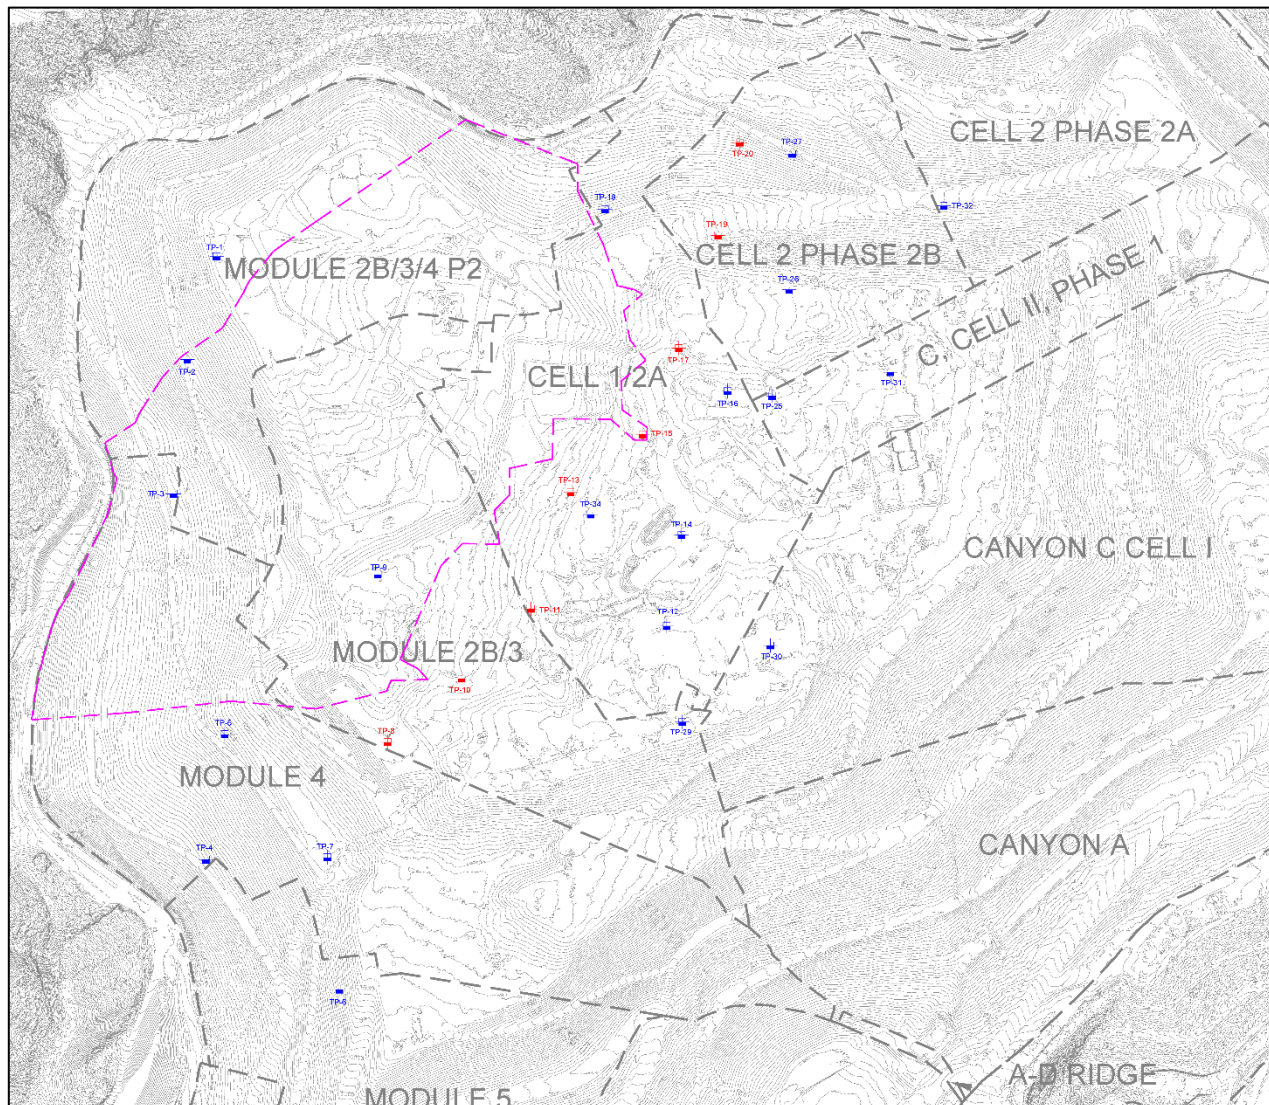 CELL 2 PHASE 2A
TP-27
TP-20
TP-18
TP-32
TP-19
TP-1
CELL 2 PHASE 2B
MODULE 2B/3/4 P2
TP-26
C, CELL II, PHASE 1
TP-17
TP-2
CELL 1/2A
TP-31
TP-16
TP-25
TP-15
TP-13
TP-3
TP-34
TP-14
CANYON C CELL I
TP-9
TP-11
TP-12
MODULE 2B/3
TP-30
TP-10
TP-29
TP-8
MODULE 4
CANYON A
TP-4
TP-7
A-D RIDGE
MODULE 5